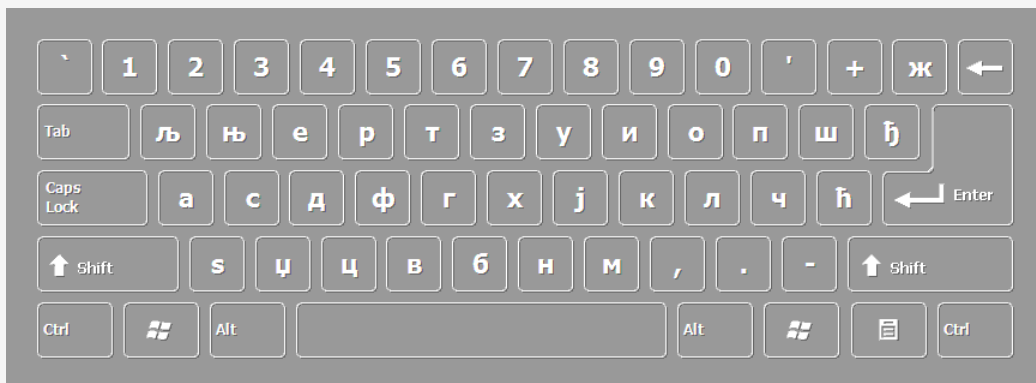 ` 1 2 3 4 5 6 7 8 9 0 ' + ж
Tab љ њ е р т з у и о п ш ђ
Caps Lock а с д ф г х ј к л ч ћ Enter
Shift ѕ џ ц в б н м , . - Shift
Ctrl Alt Alt Ctrl